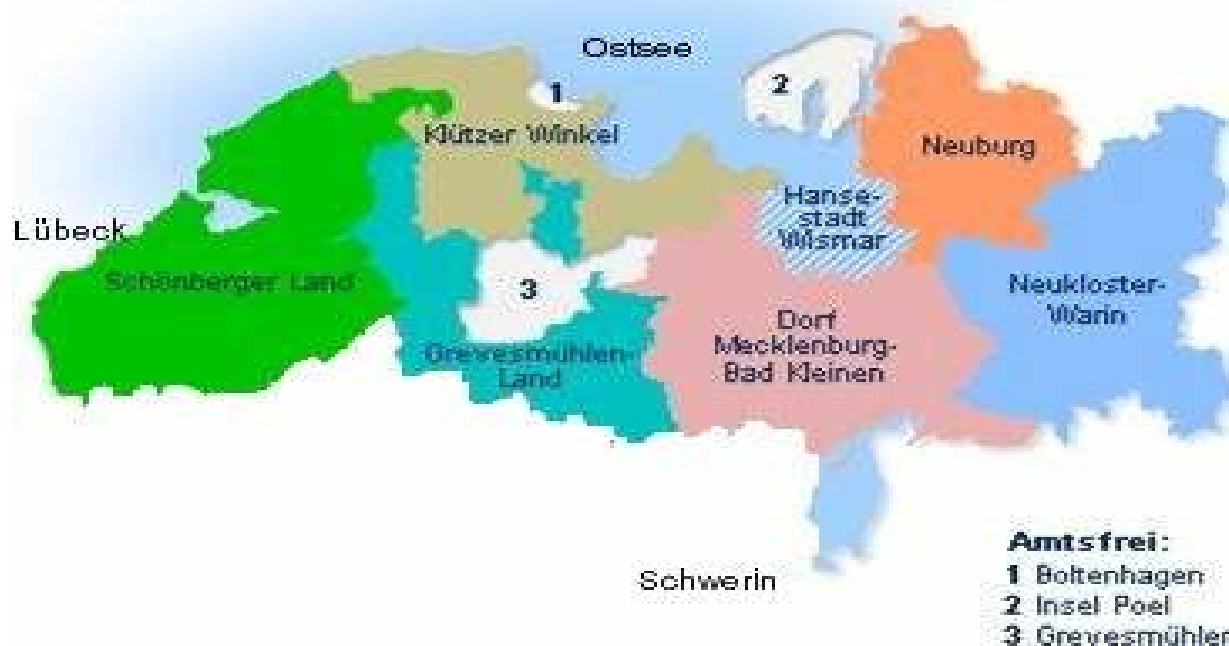 Ostsee
1
2
Klützer Winkel
Neuburg
Hanse-
stadt
Wismar
Lübeck
Schönberger Land
3
Neukloster-
Warin
Dorf
Mecklenburg-
Bad Kleinen
Grevesmühlen-
Land
Schwerin
Amtsfrei:
1 Boltenhagen
2 Insel Poel
3 Grevesmühlen